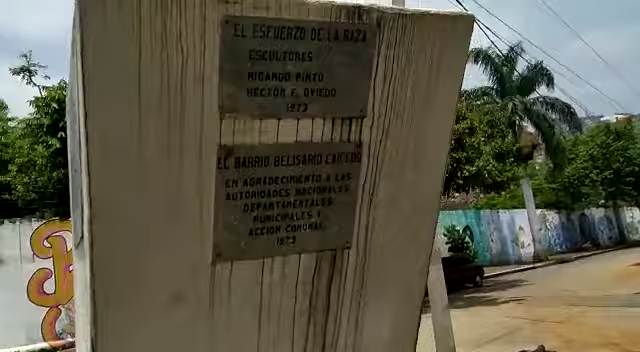 EL ESFUERZO DE LA RAZA
ESCULTORES
RICARDO PINTO
HECTOR F. OVIEDO
1973
EL BARRIO BELISARIO CAICEDO
EN AGRADECIMIENTO A LAS
AUTORIDADES NACIONALES
DEPARTAMENTALES
MUNICIPALES Y
ACCION COMUNAL
1973